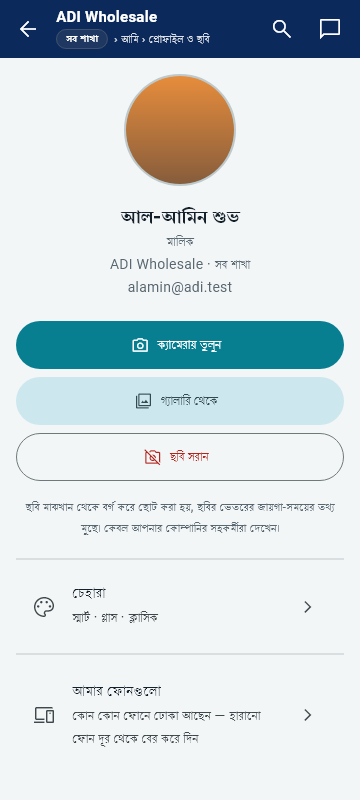 ADI Wholesale
সব শাখা › আমি › প্রোফাইল ও ছবি
আল-আমিন শুভ
মালিক
ADI Wholesale · সব শাখা
alamin@adi.test
ক্যামেরায় তুলুন
গ্যালারি থেকে
ছবি সরান
ছবি মাঝখান থেকে বর্গ করে ছোট করা হয়, ছবির ভেতরের জায়গা-সময়ের তথ্য
মুছে। কেবল আপনার কোম্পানির সহকর্মীরা দেখেন।
চেহারা
স্মার্ট · গ্লাস · ক্লাসিক
আমার ফোনগুলো
কোন কোন ফোনে ঢোকা আছেন — হারানো
ফোন দূর থেকে বের করে দিন